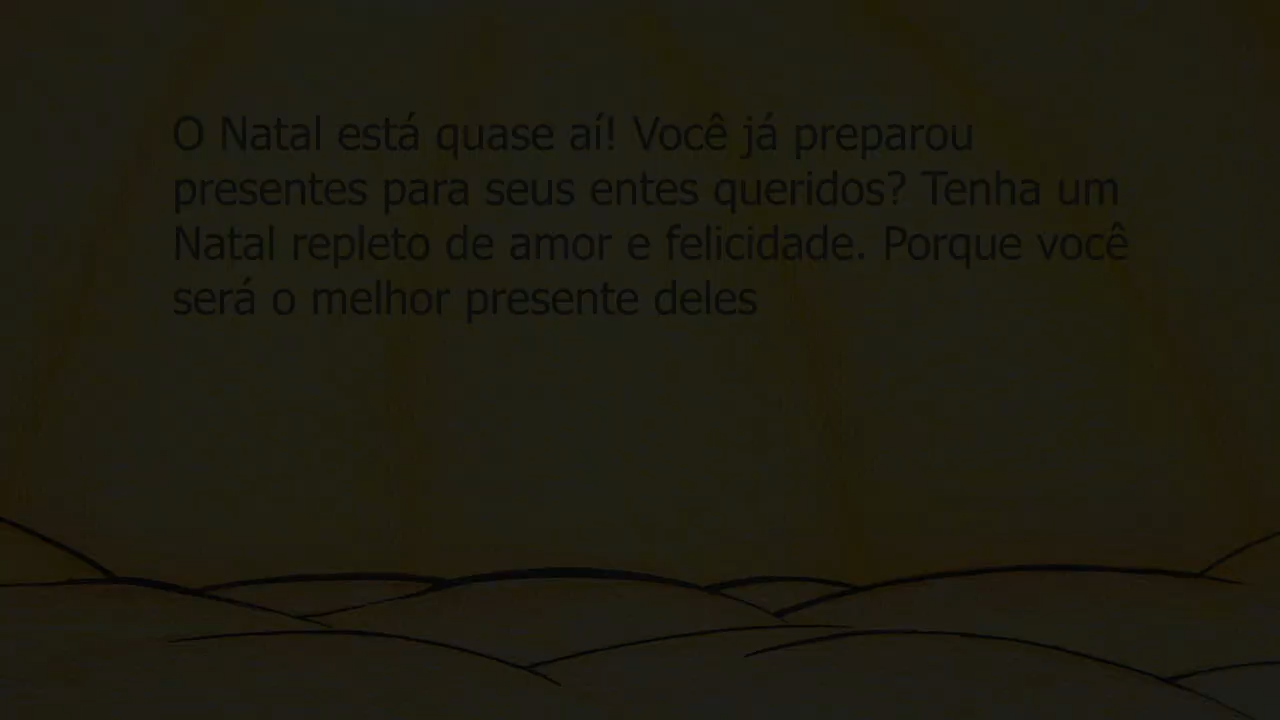 O Natal está quase aí! Você já preparou
presentes para seus entes queridos? Tenha um
Natal repleto de amor e felicidade. Porque você
será o melhor presente deles